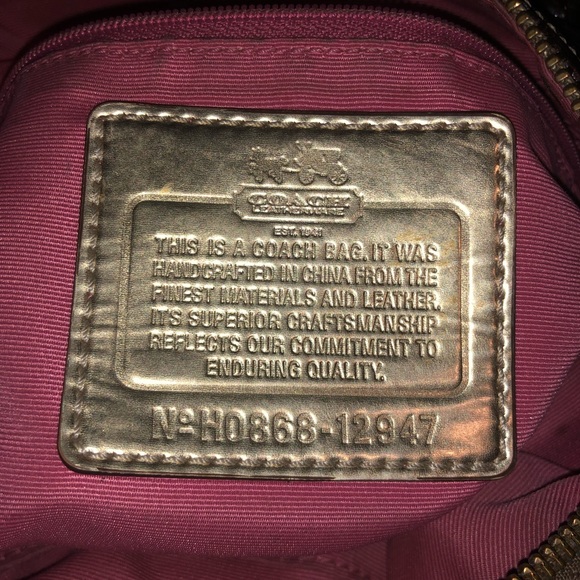 COACH
LEATHERWARE
EST. 1941
THIS IS A COACH BAG. IT WAS
HANDCRAFTED IN CHINA FROM THE
FINEST MATERIALS AND LEATHER.
ITS SUPERIOR CRAFTSMANSHIP
REFLECTS OUR COMMITMENT TO
ENDURING QUALITY.
Nº H0868-12947